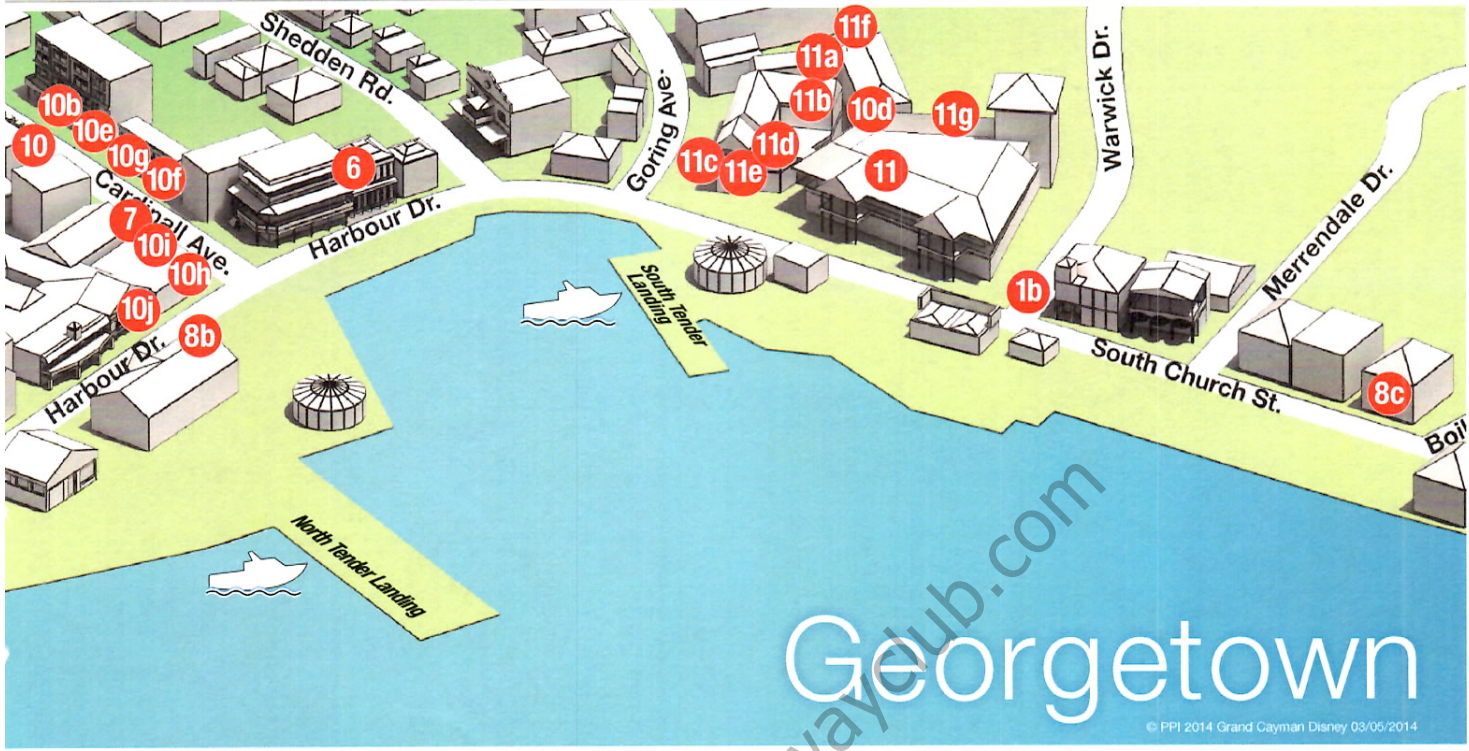 Shedden Rd.
Goring Ave.
Warwick Dr.
Merrendale Dr.
11f
11a
11b
10d
11g
10b
10e
10g
10f
10
6
11c
11d
11e
11
Cardinall Ave.
Harbour Dr.
7
10i
10h
10j
8b
Harbour Dr.
South Tender
Landing
1b
South Church St.
8c
Boil
North Tender Landing
wayclub.com
Georgetown
© PPI 2014 Grand Cayman Disney 03/05/2014